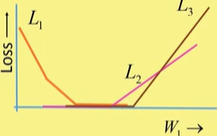 L₃
L₁
L₂
Loss →
W₁ →